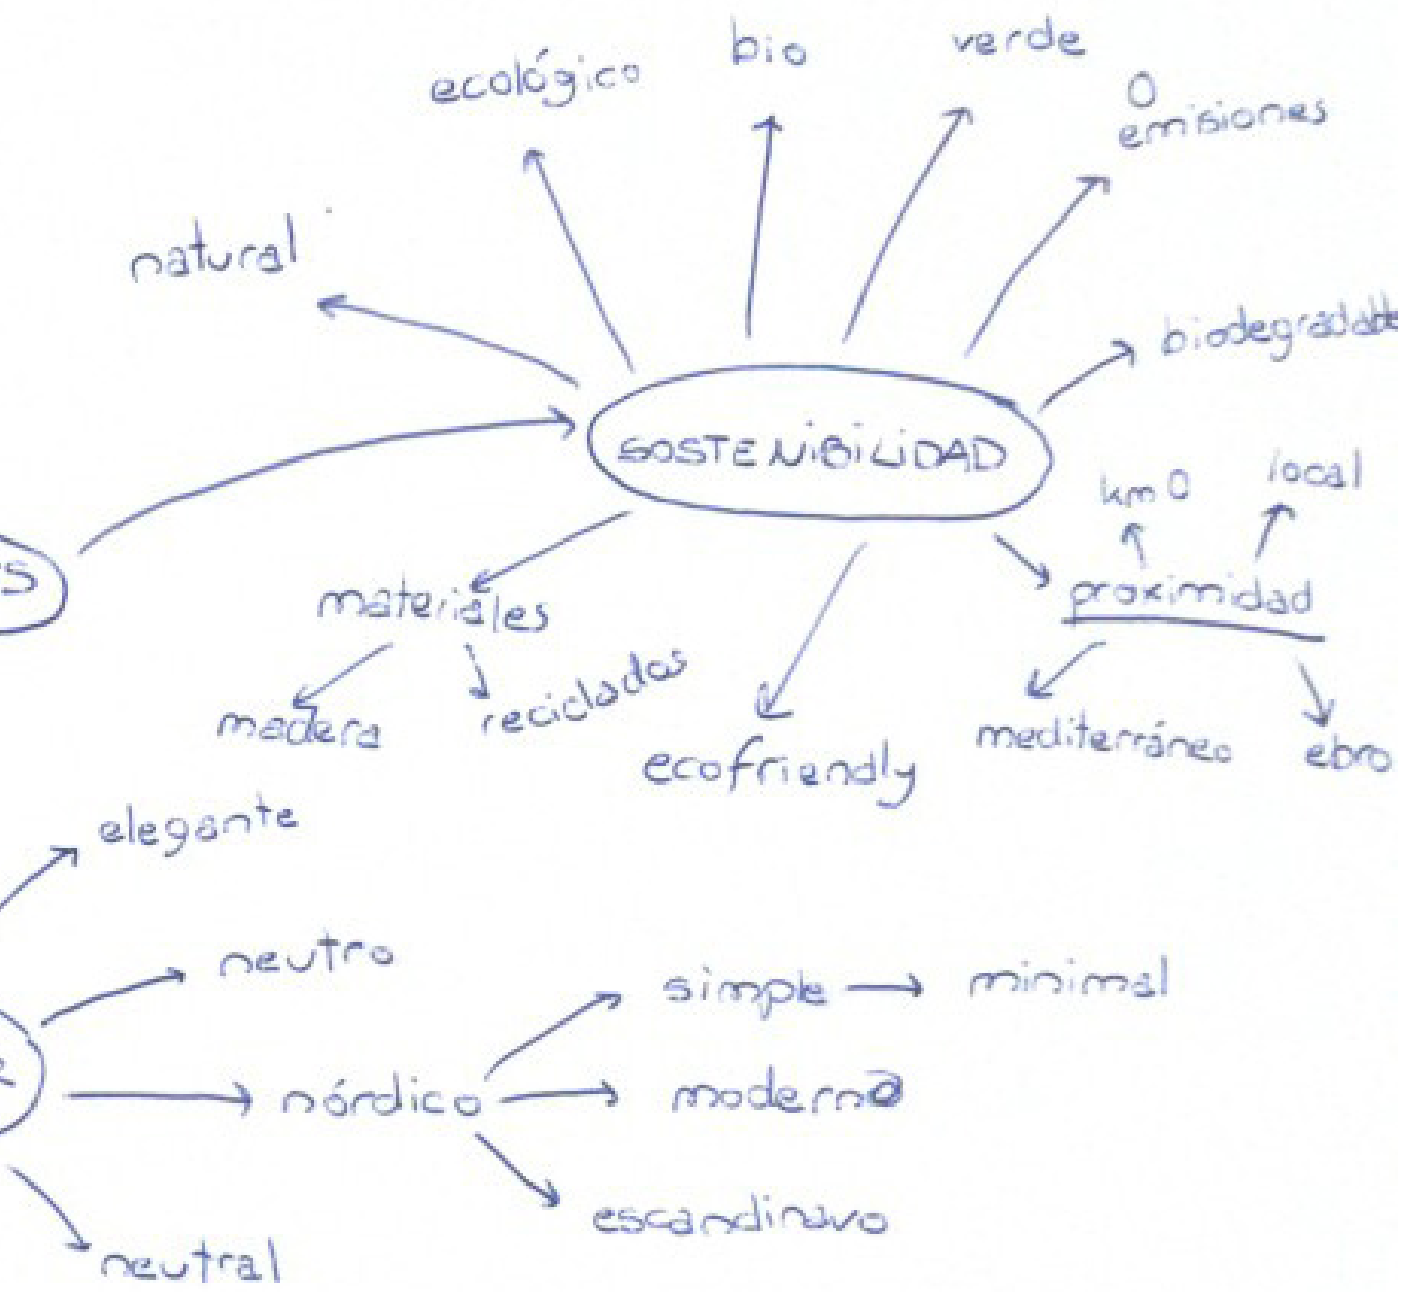 bio
verde
ecológico
0
emisiones
natural
biodegradable
SOSTENIBILIDAD
km 0
local
S
materiales
proximidad
madera
reciclados
ecofriendly
mediterráneo
ebro
elegante
neutro
simple
minimal
nórdico
moderno
escandinavo
neutral